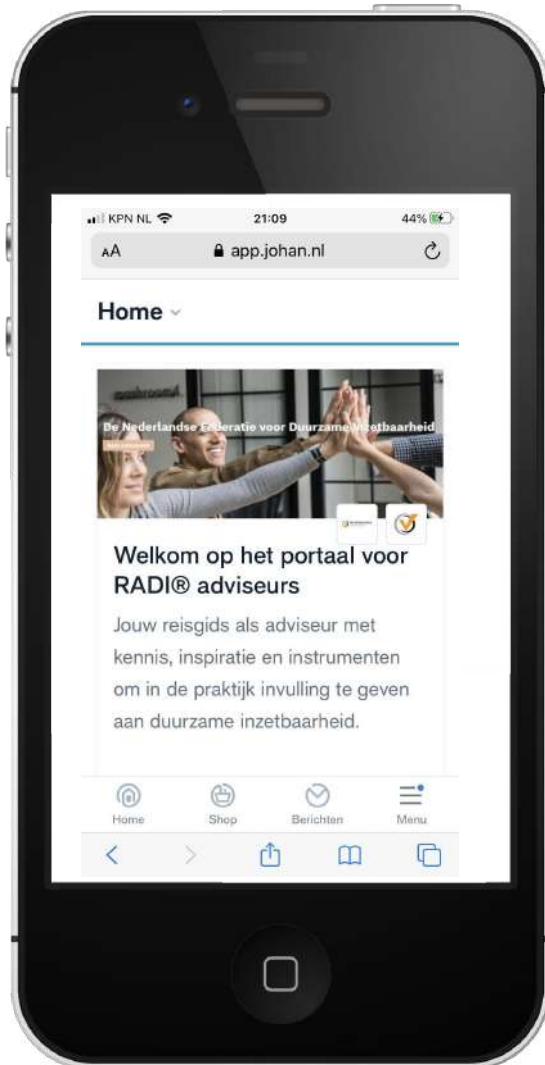 KPN NL 21:09 44%
AA app.johan.nl
Home
De Nederlandse Federatie voor Duurzame Inzetbaarheid
Welkom op het portaal voor
RADI® adviseurs
Jouw reisgids als adviseur met
kennis, inspiratie en instrumenten
om in de praktijk invulling te geven
aan duurzame inzetbaarheid.
Home Shop Berichten Menu